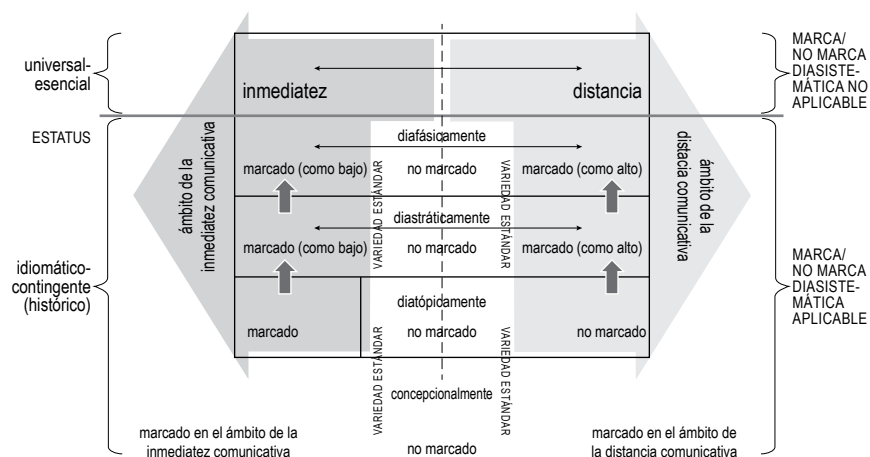 universal-
esencial
MARCA/
NO MARCA
DIASISTE-
MÁTICA NO
APLICABLE
inmediatez
distancia
ESTATUS
ámbito de la
inmediatez comunicativa
ámbito de la
distacia comunicativa
diafásicamente
marcado (como bajo)
no marcado
marcado (como alto)
VARIEDAD ESTÁNDAR
VARIEDAD ESTÁNDAR
diastráticamente
marcado (como bajo)
no marcado
marcado (como alto)
idiomático-
contingente
(histórico)
MARCA/
NO MARCA
DIASISTE-
MÁTICA
APLICABLE
diatópicamente
marcado
no marcado
no marcado
VARIEDAD ESTÁNDAR
VARIEDAD ESTÁNDAR
concepcionalmente
marcado en el ámbito de la
inmediatez comunicativa
no marcado
marcado en el ámbito de
la distancia comunicativa